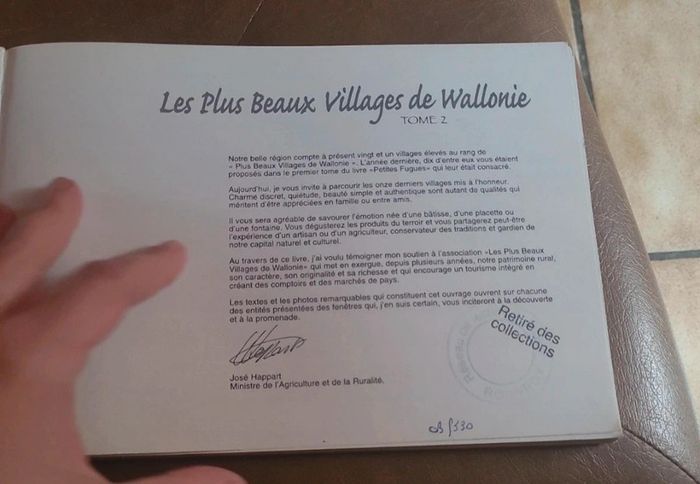 Les Plus Beaux Villages de Wallonie
TOME 2
Notre belle région compte à présent vingt et un villages élevés au rang de
« Plus Beaux Villages de Wallonie ». L'année dernière, dix d'entre eux vous étaient
proposés dans le premier tome du livre «Petites Fugues» qui leur était consacré.
Aujourd'hui, je vous invite à parcourir les onze derniers villages mis à l'honneur.
Charme discret, quiétude, beauté simple et authentique sont autant de qualités qui
méritent d'être appréciées en famille ou entre amis.
Il vous sera agréable de savourer l'émotion née d'une bâtisse, d'une placette ou
d'une fontaine. Vous dégusterez les produits du terroir et vous partagerez peut-être
l'expérience d'un artisan ou d'un agriculteur, conservateur des traditions et gardien de
notre capital naturel et culturel.
Au travers de ce livre, j'ai voulu témoigner mon soutien à l'association «Les Plus Beaux
Villages de Wallonie» qui met en exergue, depuis plusieurs années, notre patrimoine rural,
son caractère, son originalité et sa richesse et qui encourage un tourisme intégré en
créant des comptoirs et des marchés de pays.
Les textes et les photos remarquables qui constituent cet ouvrage ouvrent sur chacune
des entités présentées des fenêtres qui, j'en suis certain, vous inciteront à la découverte
et à la promenade.
José Happart
Ministre de l'Agriculture et de la Ruralité.
Retiré des
collections